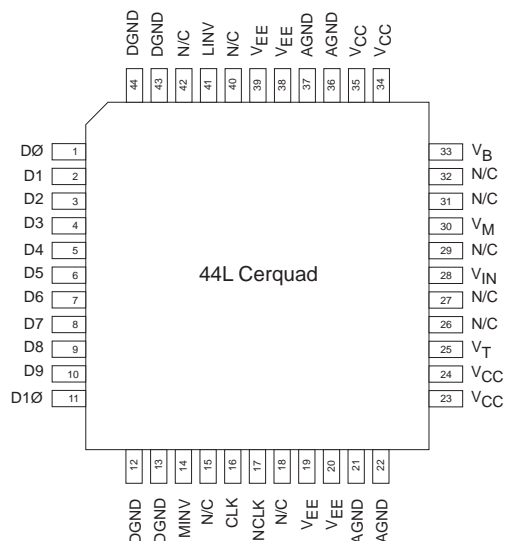 DGND DGND N/C LINV N/C VEE VEE AGND AGND VCC VCC
44 43 42 41 40 39 38 37 36 35 34
DØ 1 33 VB
D1 2 32 N/C
D2 3 31 N/C
D3 4 30 VM
D4 5 29 N/C
D5 6 44L Cerquad 28 VIN
D6 7 27 N/C
D7 8 26 N/C
D8 9 25 VT
D9 10 24 VCC
D1Ø 11 23 VCC
12 13 14 15 16 17 18 19 20 21 22
DGND DGND MINV N/C CLK NCLK N/C VEE VEE AGND AGND